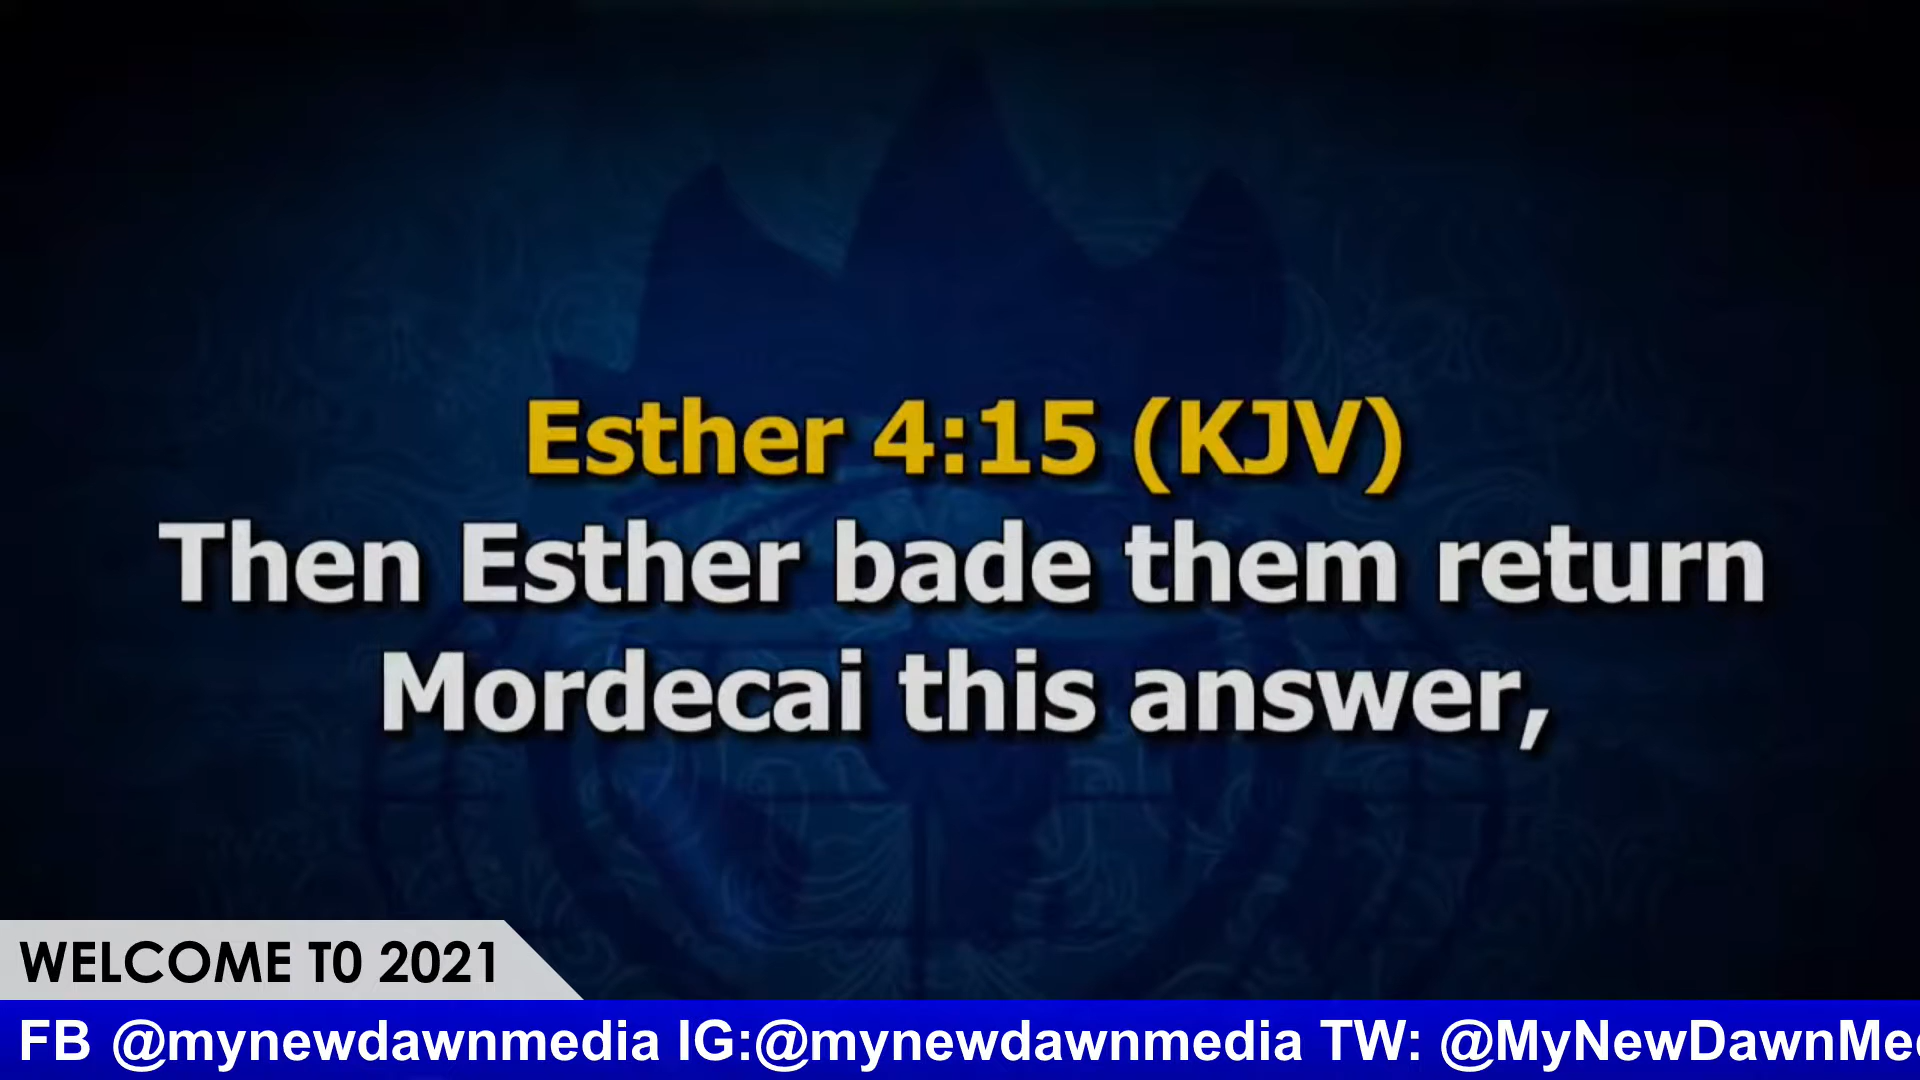 Esther 4:15 (KJV)
Then Esther bade them return
Mordecai this answer,
WELCOME T0 2021
FB @mynewdawnmedia IG:@mynewdawnmedia TW: @MyNewDawnMe